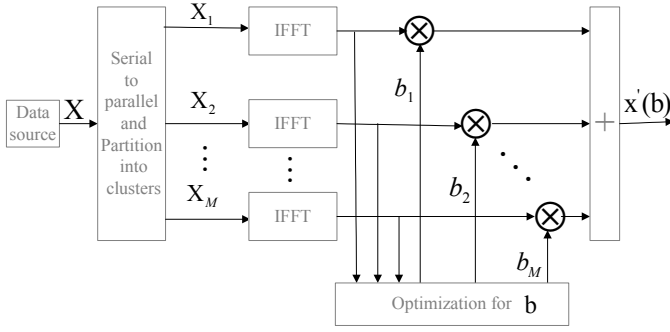 Data
source
X
Serial
to
parallel
and
Partition
into
clusters
X1
X2
XM
IFFT
IFFT
IFFT
b1
b2
bM
+
x'(b)
Optimization for b